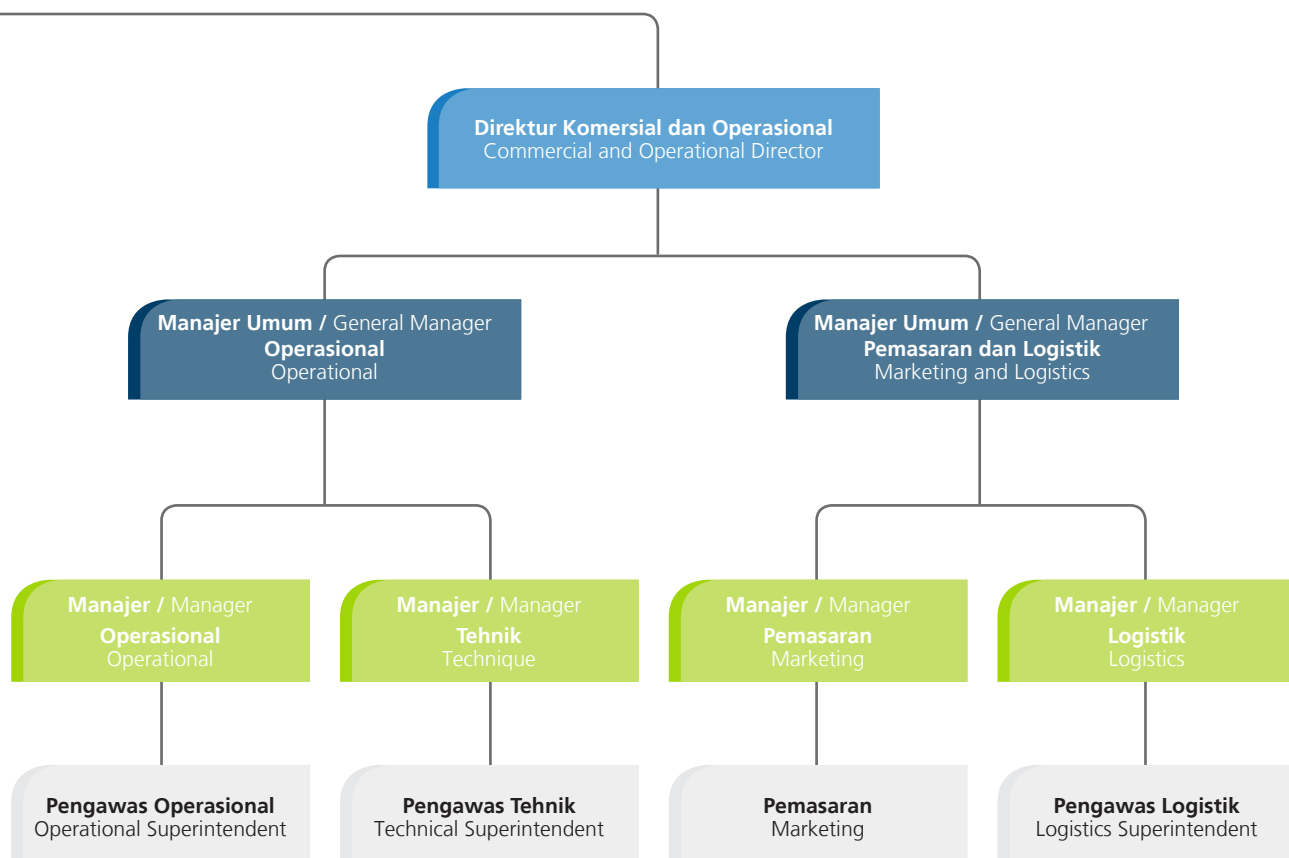 Direktur Komersial dan Operasional
Commercial and Operational Director
Manajer Umum / General Manager
Operasional
Operational
Manajer Umum / General Manager
Pemasaran dan Logistik
Marketing and Logistics
Manajer / Manager
Operasional
Operational
Manajer / Manager
Tehnik
Technique
Manajer / Manager
Pemasaran
Marketing
Manajer / Manager
Logistik
Logistics
Pengawas Operasional
Operational Superintendent
Pengawas Tehnik
Technical Superintendent
Pemasaran
Marketing
Pengawas Logistik
Logistics Superintendent